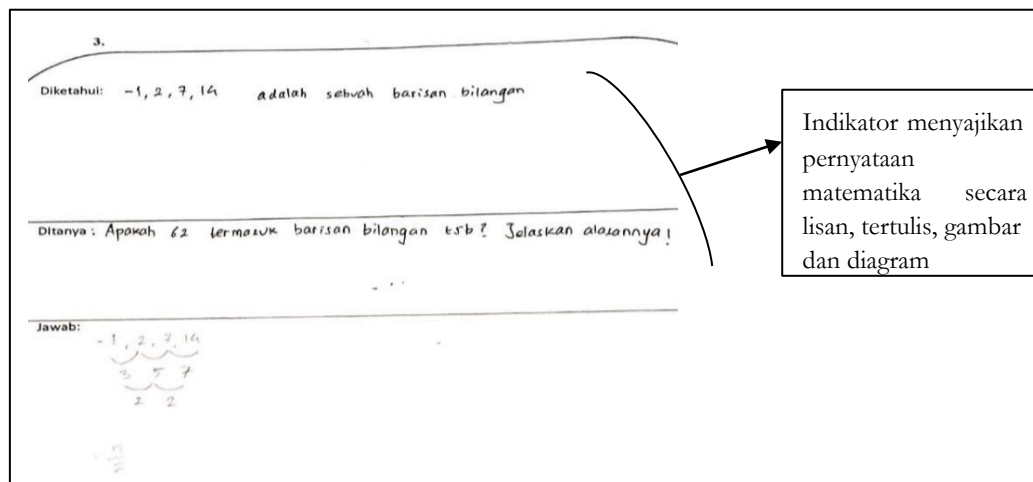 3.
Diketahui: -1, 2, 7, 14 adalah sebuah barisan bilangan
Ditanya : Apakah 62 termasuk barisan bilangan tsb? Jelaskan alasannya!
Jawab:
-1, 2, 7, 14
3 5 7
2 2
Indikator menyajikan
pernyataan
matematika secara
lisan, tertulis, gambar
dan diagram